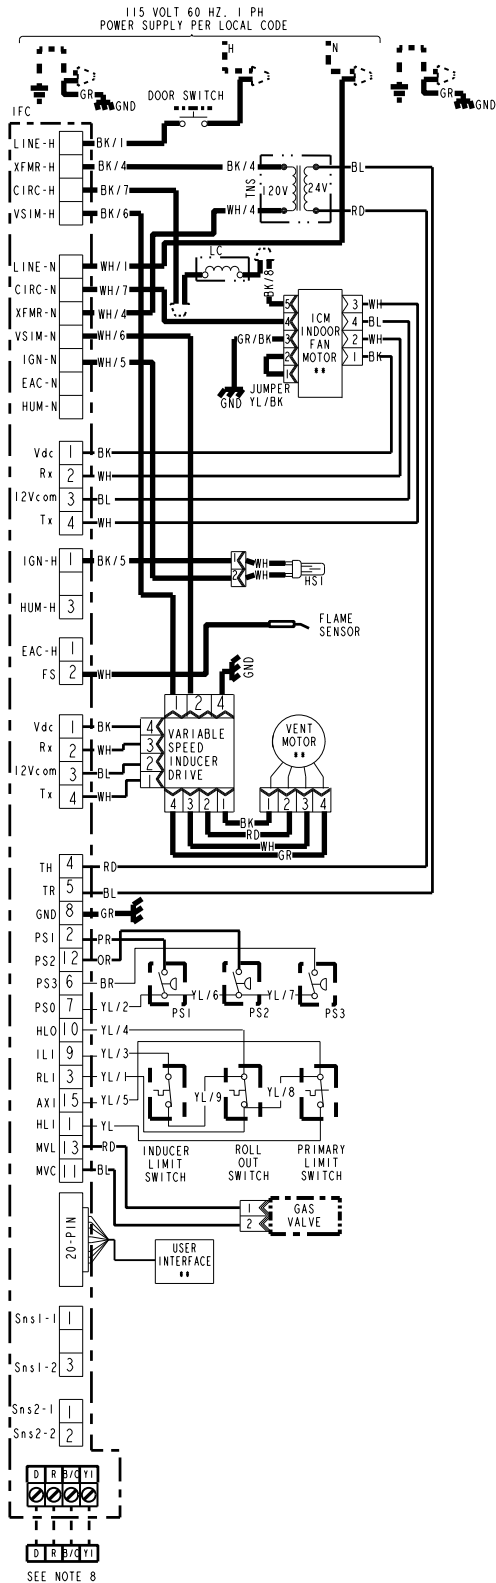 115 VOLT 60 HZ. 1 PH
POWER SUPPLY PER LOCAL CODE
H
N
GR
GND
GR
GND
DOOR SWITCH
IFC
LINE-H BK/1
XFMR-H BK/4 BK/4 BL
TNS 120V 24V
CIRC-H BK/7
VSIM-H BK/6 WH/4 RD
LC
LINE-N WH/1
BK/8
CIRC-N WH/7
XFMR-N WH/4
VSIM-N WH/6
IGN-N WH/5
EAC-N
HUM-N
5
4
3
2
1
ICM
INDOOR
FAN
MOTOR
**
3 WH
4 BL
2 WH
1 BK
GR/BK
GND
JUMPER
YL/BK
Vdc 1 BK
Rx 2 WH
12Vcom 3 BL
Tx 4 WH
IGN-H 1 BK/5
1 WH
2 WH
HSI
HUM-H 3
FLAME
SENSOR
EAC-H 1
FS 2 WH
GND
1 2 4
Vdc 1 BK 4
Rx 2 WH 3
12Vcom 3 BL 2
Tx 4 WH 1
VARIABLE
SPEED
INDUCER
DRIVE
VENT
MOTOR
**
4 3 2 1
1 2 3 4
BK
RD
WH
GR
TH 4 RD
TR 5 BL
GND 8 GR
PS1 2 PR
PS2 12 OR
PS3 6 BR
PSO 7 YL/2
YL/6
YL/7
PS1
PS2
PS3
HLO 10 YL/4
ILI 9 YL/3
RLI 3 YL/1
AXI 15 YL/5
YL/9
YL/8
HLI 1 YL
MVL 13 RD
MVC 11 BL
INDUCER
LIMIT
SWITCH
ROLL
OUT
SWITCH
PRIMARY
LIMIT
SWITCH
1
2
GAS
VALVE
20-PIN
USER
INTERFACE
**
Sns1-1 1
Sns1-2 3
Sns2-1 1
Sns2-2 2
D R B/C Y1
D R B/C Y1
SEE NOTE 8